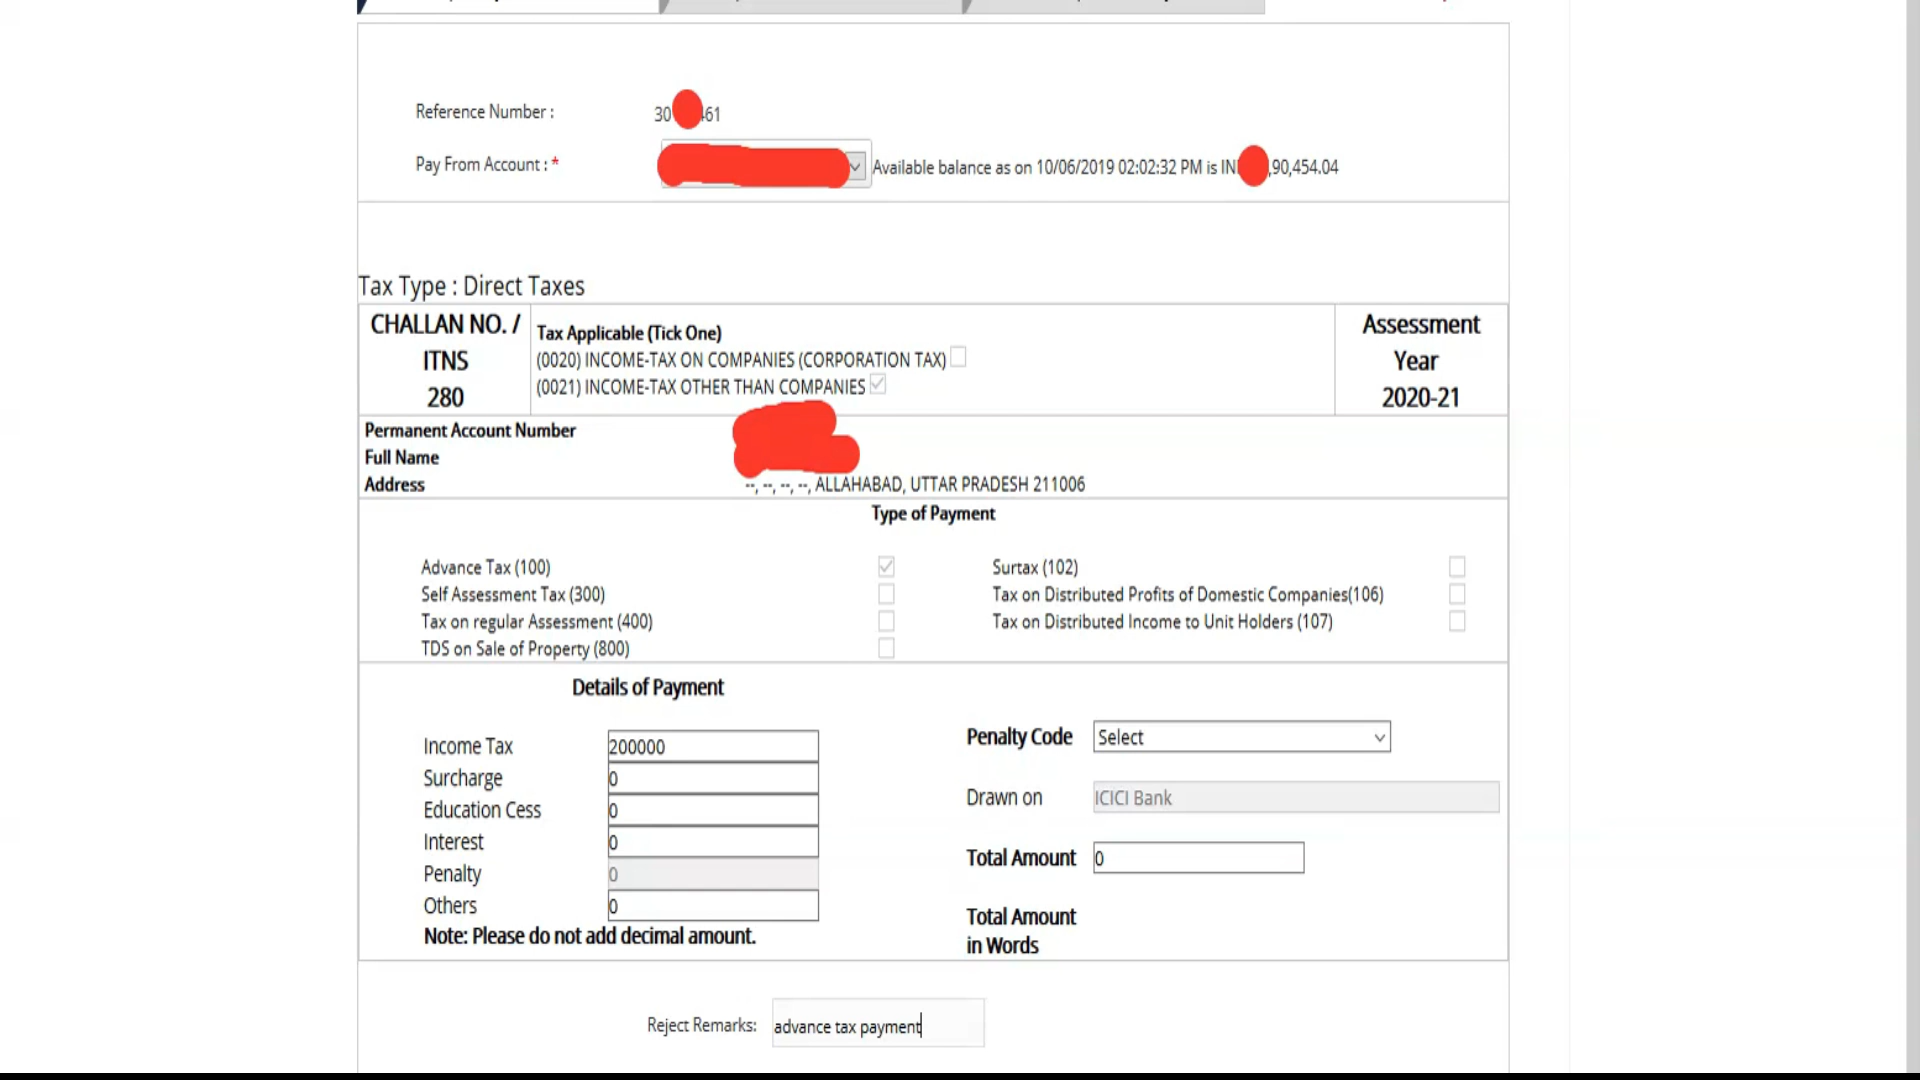 Reference Number :
30 461
Pay From Account : *
Available balance as on 10/06/2019 02:02:32 PM is IN ,90,454.04
Tax Type : Direct Taxes
CHALLAN NO. /
ITNS
280
Tax Applicable (Tick One)
(0020) INCOME-TAX ON COMPANIES (CORPORATION TAX)
(0021) INCOME-TAX OTHER THAN COMPANIES
Assessment
Year
2020-21
Permanent Account Number
Full Name
Address
--, --, --, --, ALLAHABAD, UTTAR PRADESH 211006
Type of Payment
Advance Tax (100)
Surtax (102)
Self Assessment Tax (300)
Tax on Distributed Profits of Domestic Companies(106)
Tax on regular Assessment (400)
Tax on Distributed Income to Unit Holders (107)
TDS on Sale of Property (800)
Details of Payment
Income Tax 200000
Surcharge 0
Education Cess 0
Interest 0
Penalty 0
Others 0
Note: Please do not add decimal amount.
Penalty Code Select
Drawn on ICICI Bank
Total Amount 0
Total Amount
in Words
Reject Remarks: advance tax payment